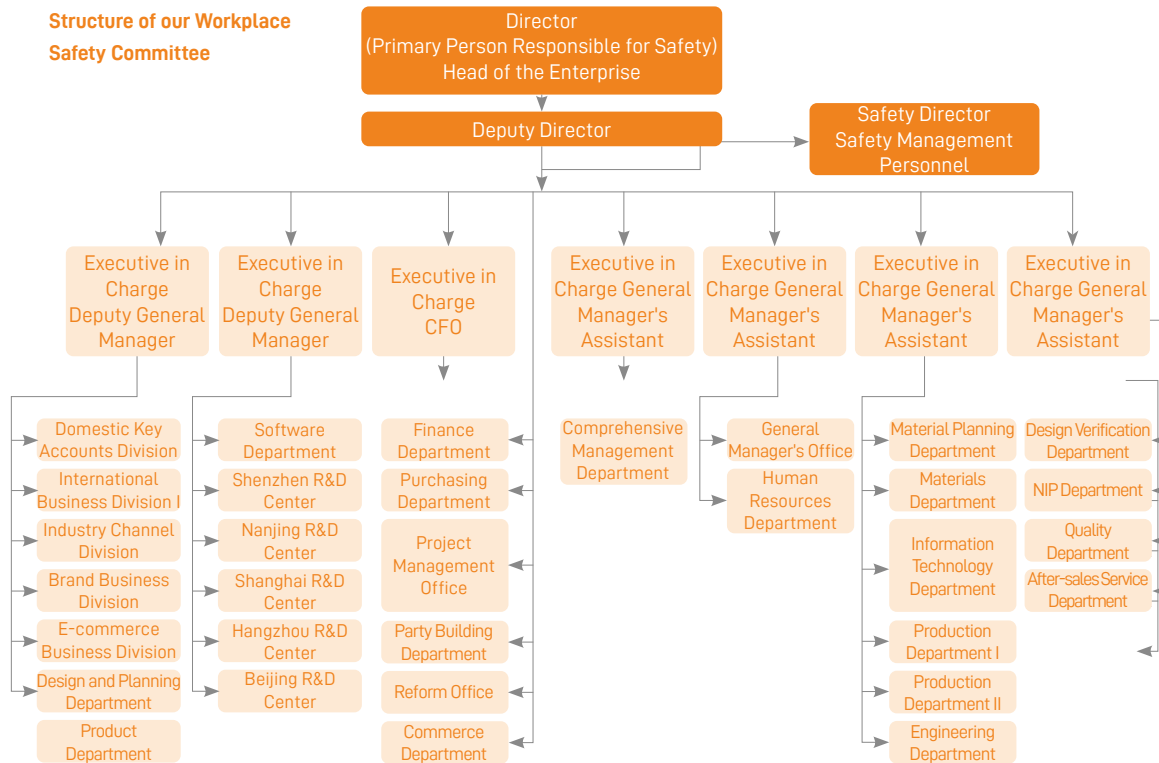 Structure of our Workplace
Safety Committee
Director
(Primary Person Responsible for Safety)
Head of the Enterprise
Deputy Director
Safety Director
Safety Management
Personnel
Executive in
Charge
Deputy General
Manager
Executive in
Charge
Deputy General
Manager
Executive in
Charge
CFO
Executive in
Charge General
Manager's
Assistant
Executive in
Charge General
Manager's
Assistant
Executive in
Charge General
Manager's
Assistant
Executive in
Charge General
Manager's
Assistant
Domestic Key
Accounts Division
International
Business Division I
Industry Channel
Division
Brand Business
Division
E-commerce
Business Division
Design and Planning
Department
Product
Department
Software
Department
Shenzhen R&D
Center
Nanjing R&D
Center
Shanghai R&D
Center
Hangzhou R&D
Center
Beijing R&D
Center
Finance
Department
Purchasing
Department
Project
Management
Office
Party Building
Department
Reform Office
Commerce
Department
Comprehensive
Management
Department
General
Manager's Office
Human
Resources
Department
Material Planning
Department
Materials
Department
Information
Technology
Department
Production
Department I
Production
Department II
Engineering
Department
Design Verification
Department
NIP Department
Quality
Department
After-sales Service
Department